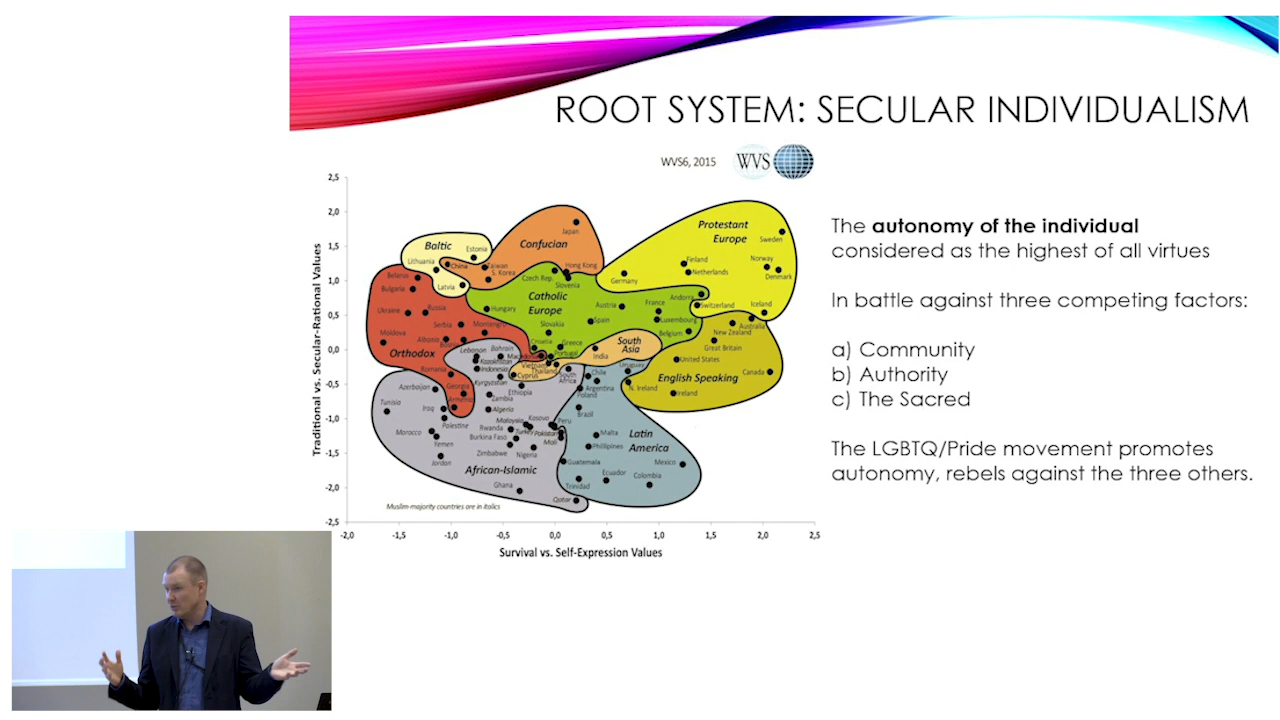 ROOT SYSTEM: SECULAR INDIVIDUALISM
WVS6, 2015
WVS
The autonomy of the individual
considered as the highest of all virtues
In battle against three competing factors:
a) Community
b) Authority
c) The Sacred
The LGBTQ/Pride movement promotes
autonomy, rebels against the three others.
Traditional vs. Secular-Rational Values
2,5
2,0
1,5
1,0
0,5
0,0
-0,5
-1,0
-1,5
-2,0
-2,5
-2,0
-1,5
-1,0
-0,5
0,0
0,5
1,0
1,5
2,0
2,5
Survival vs. Self-Expression Values
Muslim-majority countries are in italics
Protestant
Europe
Sweden
Norway
Denmark
Finland
Netherlands
Germany
Iceland
Switzerland
Confucian
Japan
Hong Kong
Taiwan
S. Korea
China
Baltic
Estonia
Lithuania
Latvia
Catholic
Europe
Czech Rep.
Slovenia
Andorra
France
Austria
Luxembourg
Spain
Belgium
Hungary
Slovakia
Croatia
Greece
Portugal
Orthodox
Belarus
Bulgaria
Ukraine
Russia
Moldova
Serbia
Montenegro
Albania
Romania
Georgia
Armenia
South
Asia
India
Vietnam
Thailand
Cyprus
English Speaking
Australia
New Zealand
Great Britain
United States
Canada
N. Ireland
Ireland
Latin
America
Uruguay
Chile
Argentina
Poland
Brazil
Peru
Malta
Phillipines
Guatemala
Mexico
Ecuador
Colombia
Trinidad
African-Islamic
Lebanon
Bahrain
Kazakhstan
Indonesia
Kyrgyzstan
Ethiopia
South
Africa
Azerbaijan
Zambia
Algeria
Tunisia
Iraq
Palestine
Morocco
Yemen
Jordan
Malaysia
Kosovo
Rwanda
Turkey
Pakistan
Burkina Faso
Mali
Zimbabwe
Nigeria
Ghana
Qatar